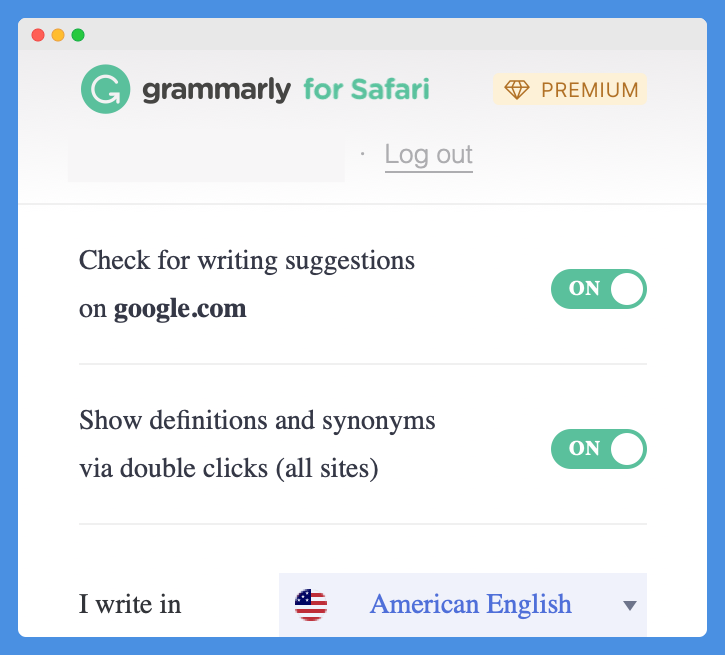 grammarly for Safari PREMIUM
· Log out
Check for writing suggestions
on google.com
ON
Show definitions and synonyms
via double clicks (all sites)
ON
I write in American English